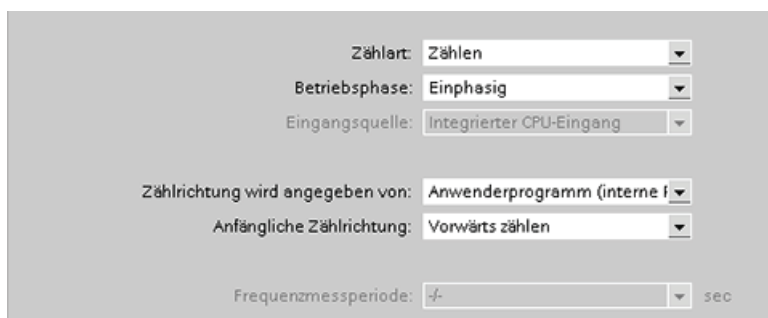 Zählart: Zählen
Betriebsphase: Einphasig
Eingangsquelle: Integrierter CPU-Eingang
Zählrichtung wird angegeben von: Anwenderprogramm (interne F
Anfängliche Zählrichtung: Vorwärts zählen
Frequenzmessperiode: -/- sec